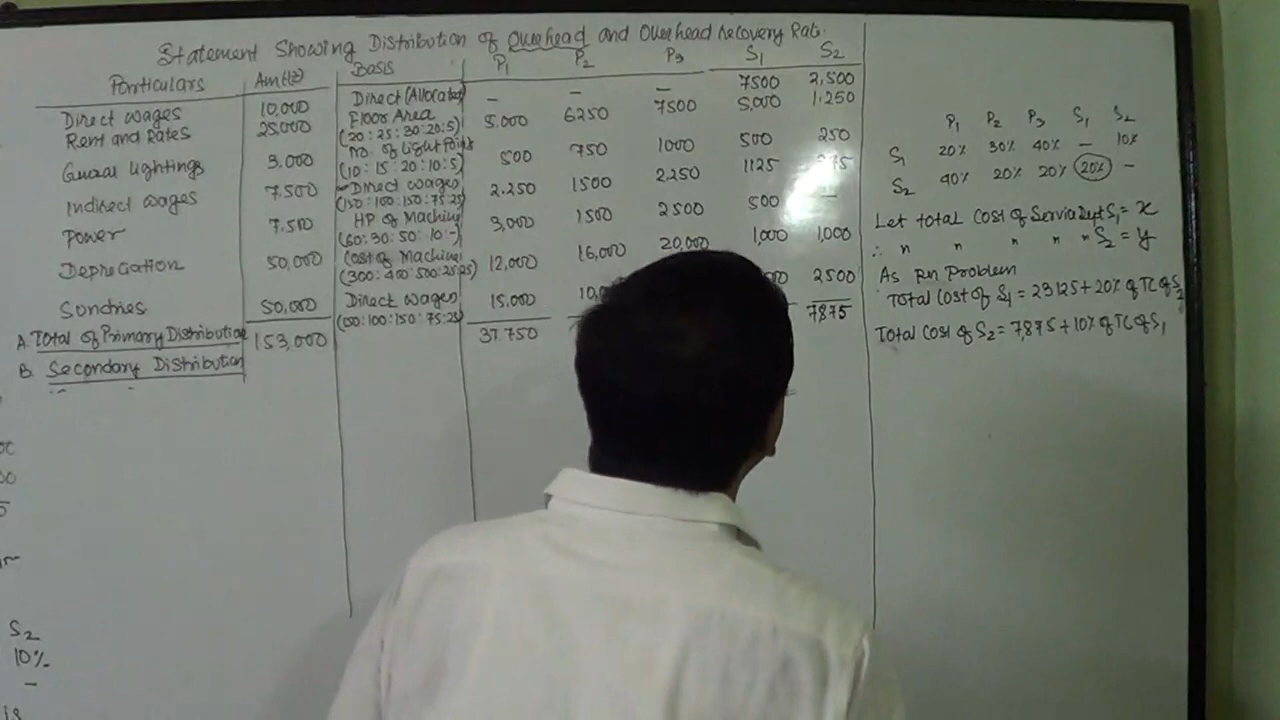 Statement Showing Distribution of Overhead and Overhead recovery Rate.
Particulars Amt(₹) Basis P1 P2 P3 S1 S2
Direct wages 10,000 Direct (Allocated) – – – 7500 2,500
Rent and Rates 25,000 Floor Area 5.000 6250 7500 5,000 1.250
(20:25:30:20:5)
General lightings 3.000 No. of Light Points 500 750 1000 500 250
(10:15:20:10:5)
Indirect wages 7,500 Direct wages 2.250 1500 2,250 1125
(150:100:150:75:25)
Power 7.500 HP of Machine 3,000 1500 2500 500 –
(60:30:50:10:-)
Depreciation 50,000 Cost of Machine 12,000 16,000 20,000 1,000 1,000
(300:400:500:25:25)
Sundries 50,000 Direct wages 15.000 2500
(150:100:150:75:25)
A. Total of Primary Distribution 153,000 37.750 7,875
B. Secondary Distribution
P1 P2 P3 S1 S2
S1 20% 30% 40% – 10%
S2 40% 20% 20% 20% –
Let total Cost of Service Dept S1 = x
∴ " " " " " S2 = y
As per Problem
Total Cost of S1 = 23125 + 20% of TC of S2
Total Cost of S2 = 7,875 + 10% of TC of S1
S2
10%
–